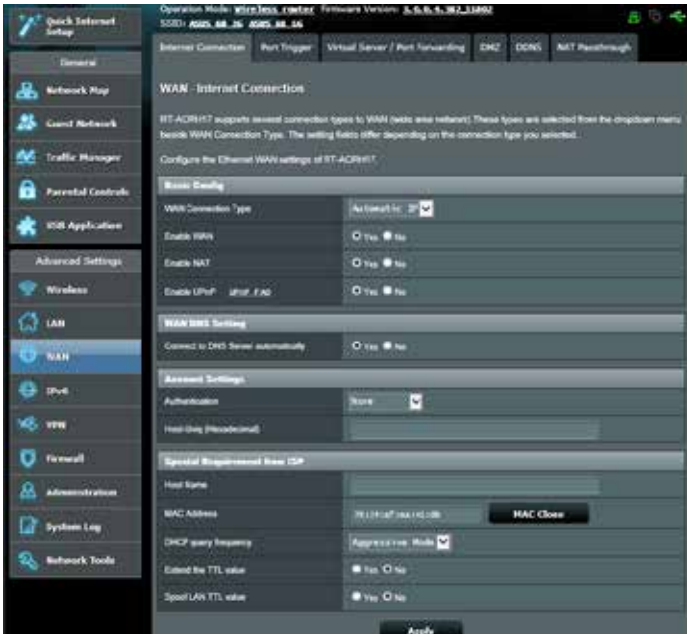 Quick Internet
Setup
General
Network Map
Guest Network
Traffic Manager
Parental Controls
USB Application
Advanced Settings
Wireless
LAN
WAN
IPv6
VPN
Firewall
Administration
System Log
Network Tools
Operation Mode: Wireless router Firmware Version:
SSID:
Internet Connection Port Trigger Virtual Server / Port Forwarding DMZ DDNS NAT Passthrough
WAN - Internet Connection
RT-ACRH17 supports several connection types to WAN (wide area network).These types are selected from the dropdown menu
beside WAN Connection Type. The setting fields differ depending on the connection type you selected.
Configure the Ethernet WAN settings of RT-ACRH17.
Basic Config
WAN Connection Type Automatic IP
Enable WAN Yes No
Enable NAT Yes No
Enable UPnP UPnP FAQ Yes No
WAN DNS Setting
Connect to DNS Server automatically Yes No
Account Settings
Authentication None
Host-Uniq (Hexadecimal)
Special Requirement from ISP
Host Name
MAC Address MAC Clone
DHCP query frequency Aggressive Mode
Extend the TTL value Yes No
Spoof LAN TTL value Yes No
Apply